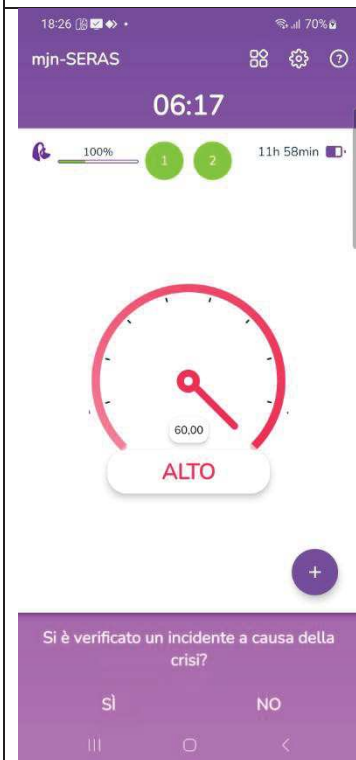 18:26
70%
mjn-SERAS
06:17
100%
1
2
11h 58min
60,00
ALTO
+
Si è verificato un incidente a causa della
crisi?
SÌ
NO